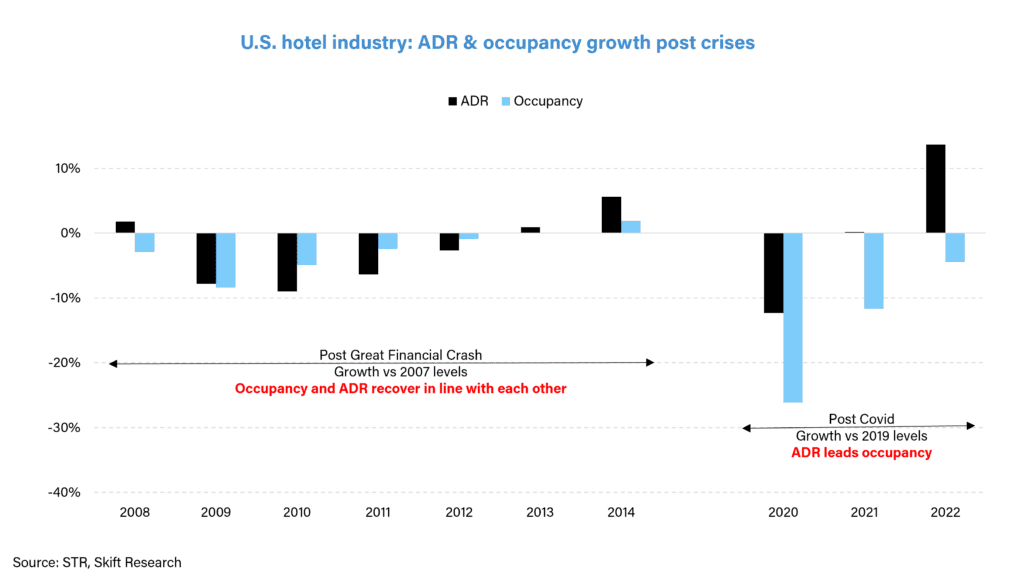 U.S. hotel industry: ADR & occupancy growth post crises
ADR Occupancy
10%
0%
-10%
-20%
-30%
-40%
Post Great Financial Crash
Growth vs 2007 levels
Occupancy and ADR recover in line with each other
Post Covid
Growth vs 2019 levels
ADR leads occupancy
2008 2009 2010 2011 2012 2013 2014 2020 2021 2022
Source: STR, Skift Research